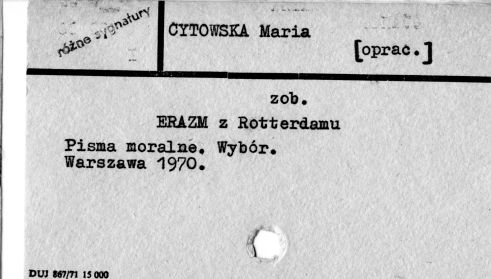 różne sygnatury
CYTOWSKA Maria
[oprac.]
zob.
ERAZM z Rotterdamu
Pisma moralne. Wybór.
Warszawa 1970.
DUJ 867/71 15 000